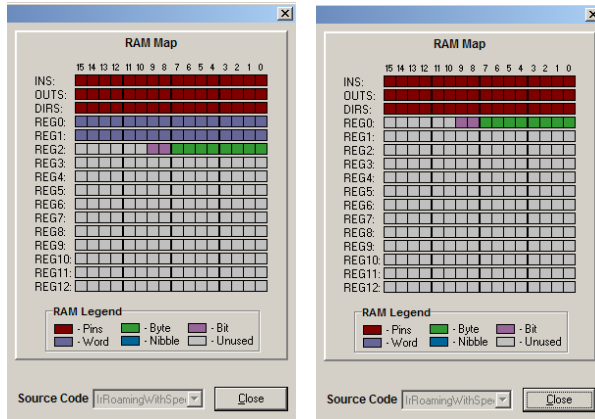 RAM Map
15 14 13 12 11 10 9 8 7 6 5 4 3 2 1 0
INS:
OUTS:
DIRS:
REG0:
REG1:
REG2:
REG3:
REG4:
REG5:
REG6:
REG7:
REG8:
REG9:
REG10:
REG11:
REG12:
RAM Legend
- Pins - Byte - Bit
- Word - Nibble - Unused
Source Code IrRoamingWithSpe Close
RAM Map
15 14 13 12 11 10 9 8 7 6 5 4 3 2 1 0
INS:
OUTS:
DIRS:
REG0:
REG1:
REG2:
REG3:
REG4:
REG5:
REG6:
REG7:
REG8:
REG9:
REG10:
REG11:
REG12:
RAM Legend
- Pins - Byte - Bit
- Word - Nibble - Unused
Source Code IrRoamingWithSpe Close